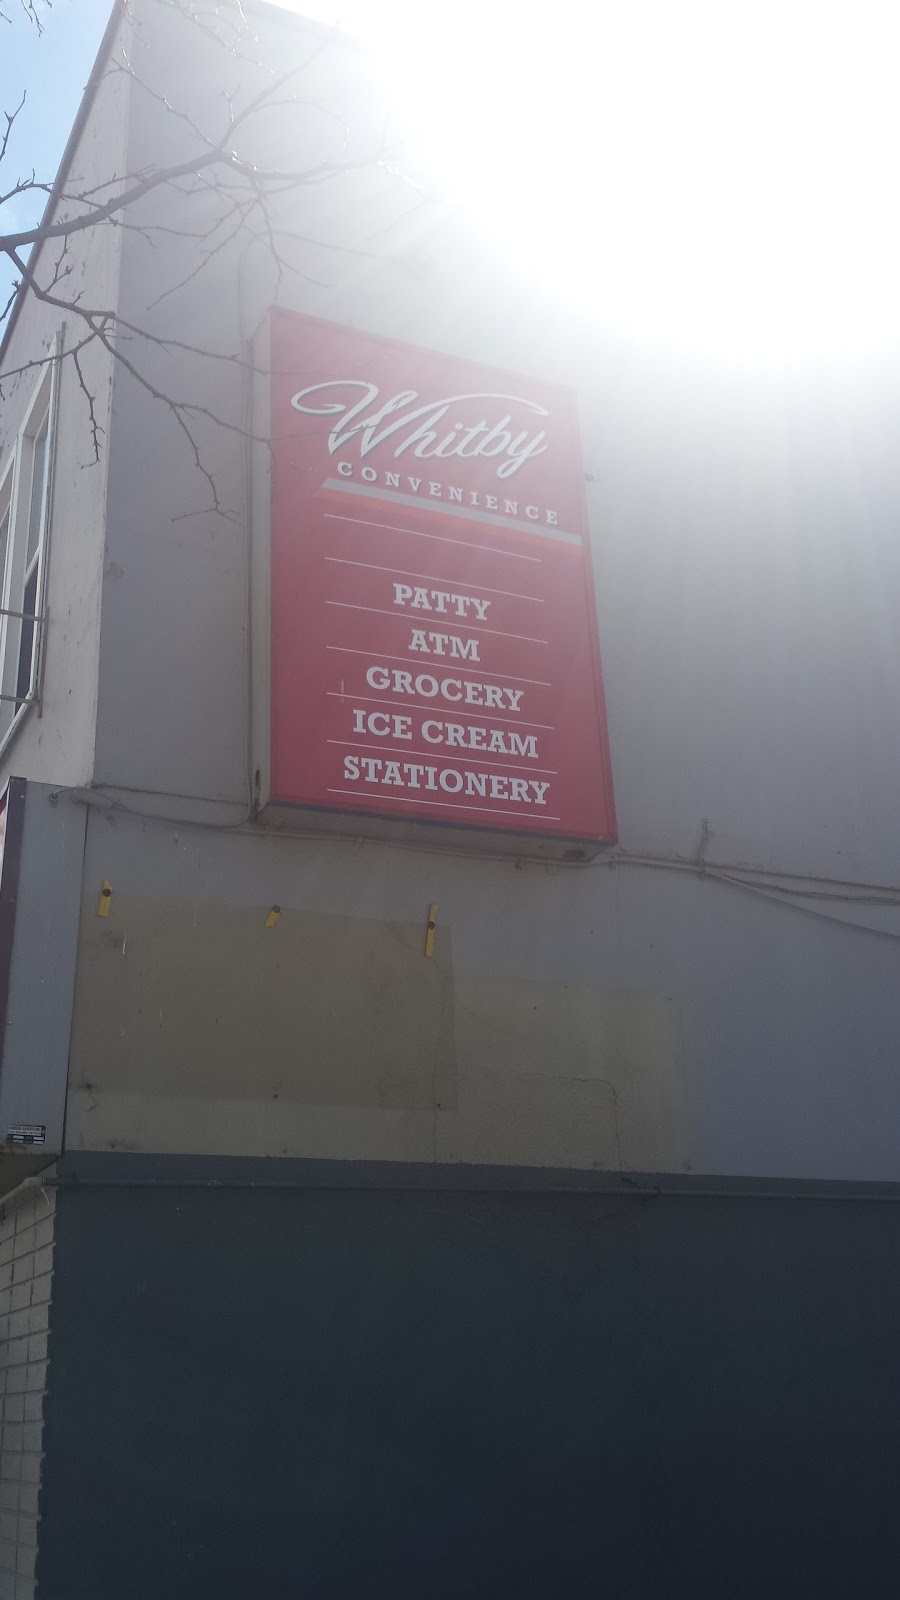 Whitby
CONVENIENCE
PATTY
ATM
GROCERY
ICE CREAM
STATIONERY